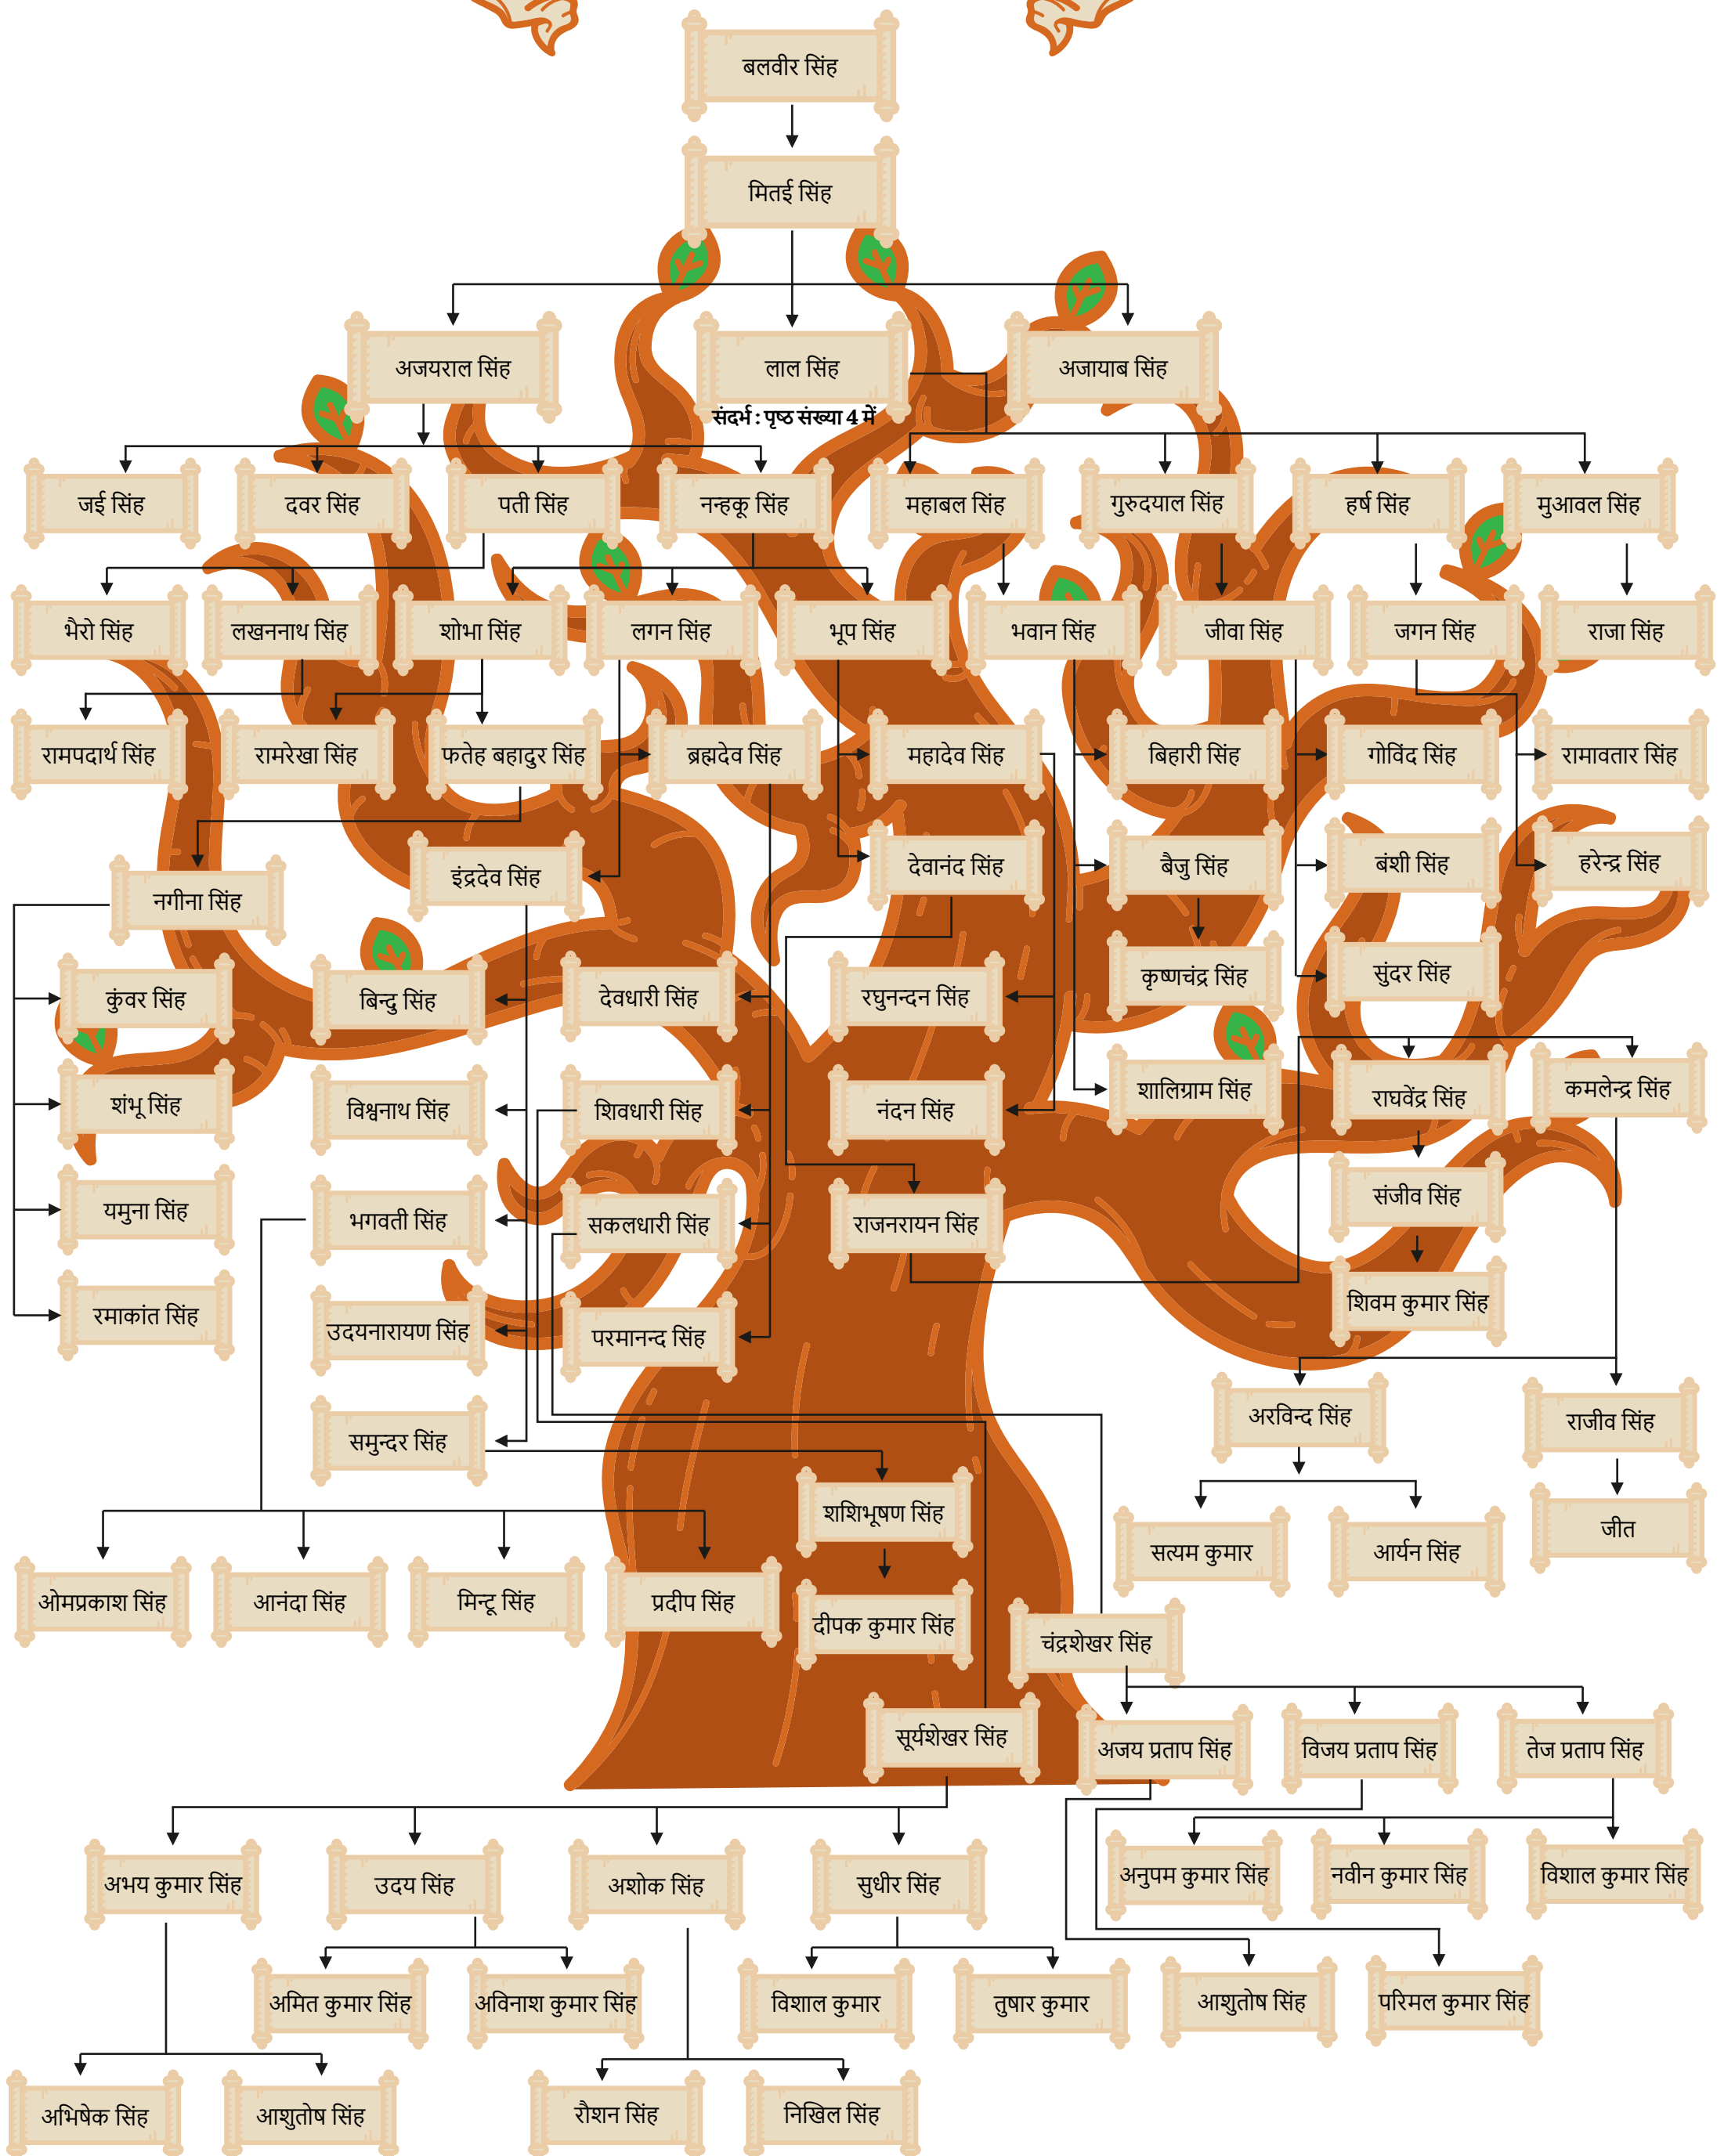 बलवीर सिंह
मितई सिंह
अजयराल सिंह
लाल सिंह
अजायाब सिंह
संदर्भ : पृष्ठ संख्या 4 में
जई सिंह
दवर सिंह
पती सिंह
नन्हकू सिंह
महाबल सिंह
गुरुदयाल सिंह
हर्ष सिंह
मुआवल सिंह
भैरो सिंह
लखननाथ सिंह
शोभा सिंह
लगन सिंह
भूप सिंह
भवान सिंह
जीवा सिंह
जगन सिंह
राजा सिंह
रामपदार्थ सिंह
रामरेखा सिंह
फतेह बहादुर सिंह
ब्रह्मदेव सिंह
महादेव सिंह
बिहारी सिंह
गोविंद सिंह
रामावतार सिंह
नगीना सिंह
इंद्रदेव सिंह
देवानंद सिंह
बैजु सिंह
बंशी सिंह
हरेन्द्र सिंह
कुंवर सिंह
बिन्दु सिंह
देवधारी सिंह
रघुनन्दन सिंह
कृष्णचंद्र सिंह
सुंदर सिंह
शंभू सिंह
विश्वनाथ सिंह
शिवधारी सिंह
नंदन सिंह
शालिग्राम सिंह
राघवेंद्र सिंह
कमलेन्द्र सिंह
यमुना सिंह
भगवती सिंह
सकलधारी सिंह
राजनरायन सिंह
संजीव सिंह
रमाकांत सिंह
उदयनारायण सिंह
परमानन्द सिंह
शिवम कुमार सिंह
समुन्दर सिंह
अरविन्द सिंह
राजीव सिंह
शशिभूषण सिंह
सत्यम कुमार
आर्यन सिंह
जीत
ओमप्रकाश सिंह
आनंदा सिंह
मिन्टू सिंह
प्रदीप सिंह
दीपक कुमार सिंह
चंद्रशेखर सिंह
सूर्यशेखर सिंह
अजय प्रताप सिंह
विजय प्रताप सिंह
तेज प्रताप सिंह
अभय कुमार सिंह
उदय सिंह
अशोक सिंह
सुधीर सिंह
अनुपम कुमार सिंह
नवीन कुमार सिंह
विशाल कुमार सिंह
अमित कुमार सिंह
अविनाश कुमार सिंह
विशाल कुमार
तुषार कुमार
आशुतोष सिंह
परिमल कुमार सिंह
अभिषेक सिंह
आशुतोष सिंह
रौशन सिंह
निखिल सिंह